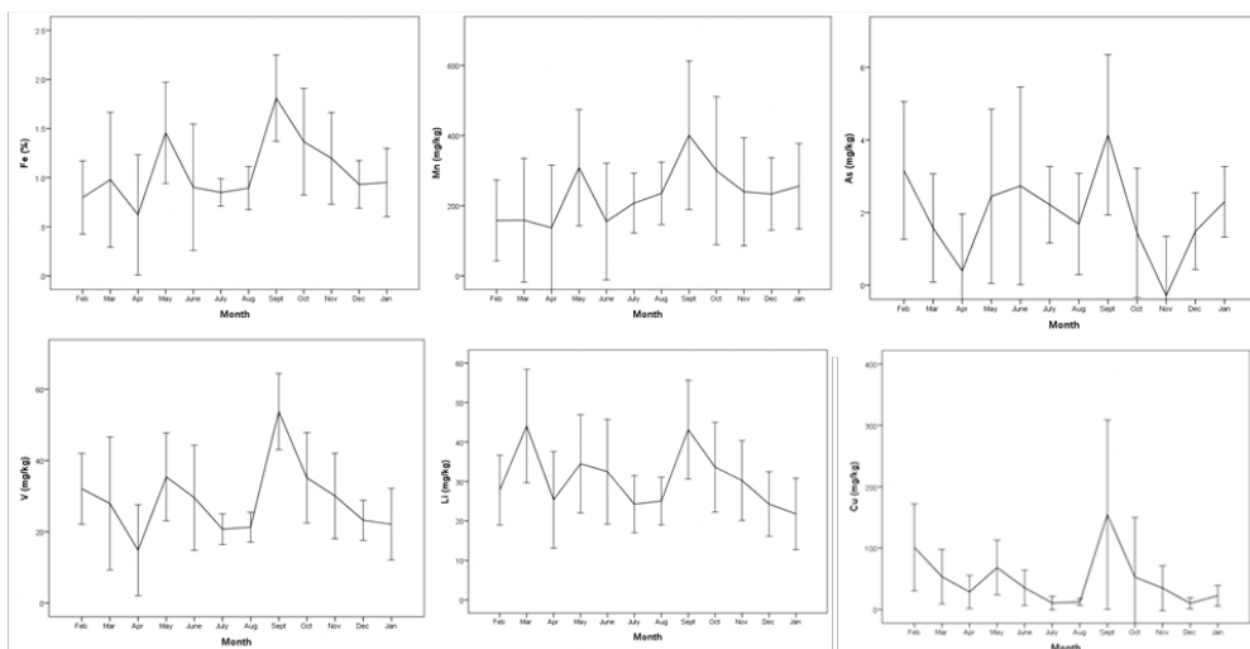 Fe (%)
2.5
2.0
1.5
1.0
.5
.0
Feb Mar Apr May June July Aug Sept Oct Nov Dec Jan
Month
Mn (mg/kg)
600
400
200
0
Feb Mar Apr May June July Aug Sept Oct Nov Dec Jan
Month
As (mg/kg)
6
4
2
0
Feb Mar Apr May June July Aug Sept Oct Nov Dec Jan
Month
V (mg/kg)
60
40
20
0
Feb Mar Apr May June July Aug Sept Oct Nov Dec Jan
Month
Li (mg/kg)
60
50
40
30
20
10
0
Feb Mar Apr May June July Aug Sept Oct Nov Dec Jan
Month
Cu (mg/kg)
400
300
200
100
0
Feb Mar Apr May June July Aug Sept Oct Nov Dec Jan
Month